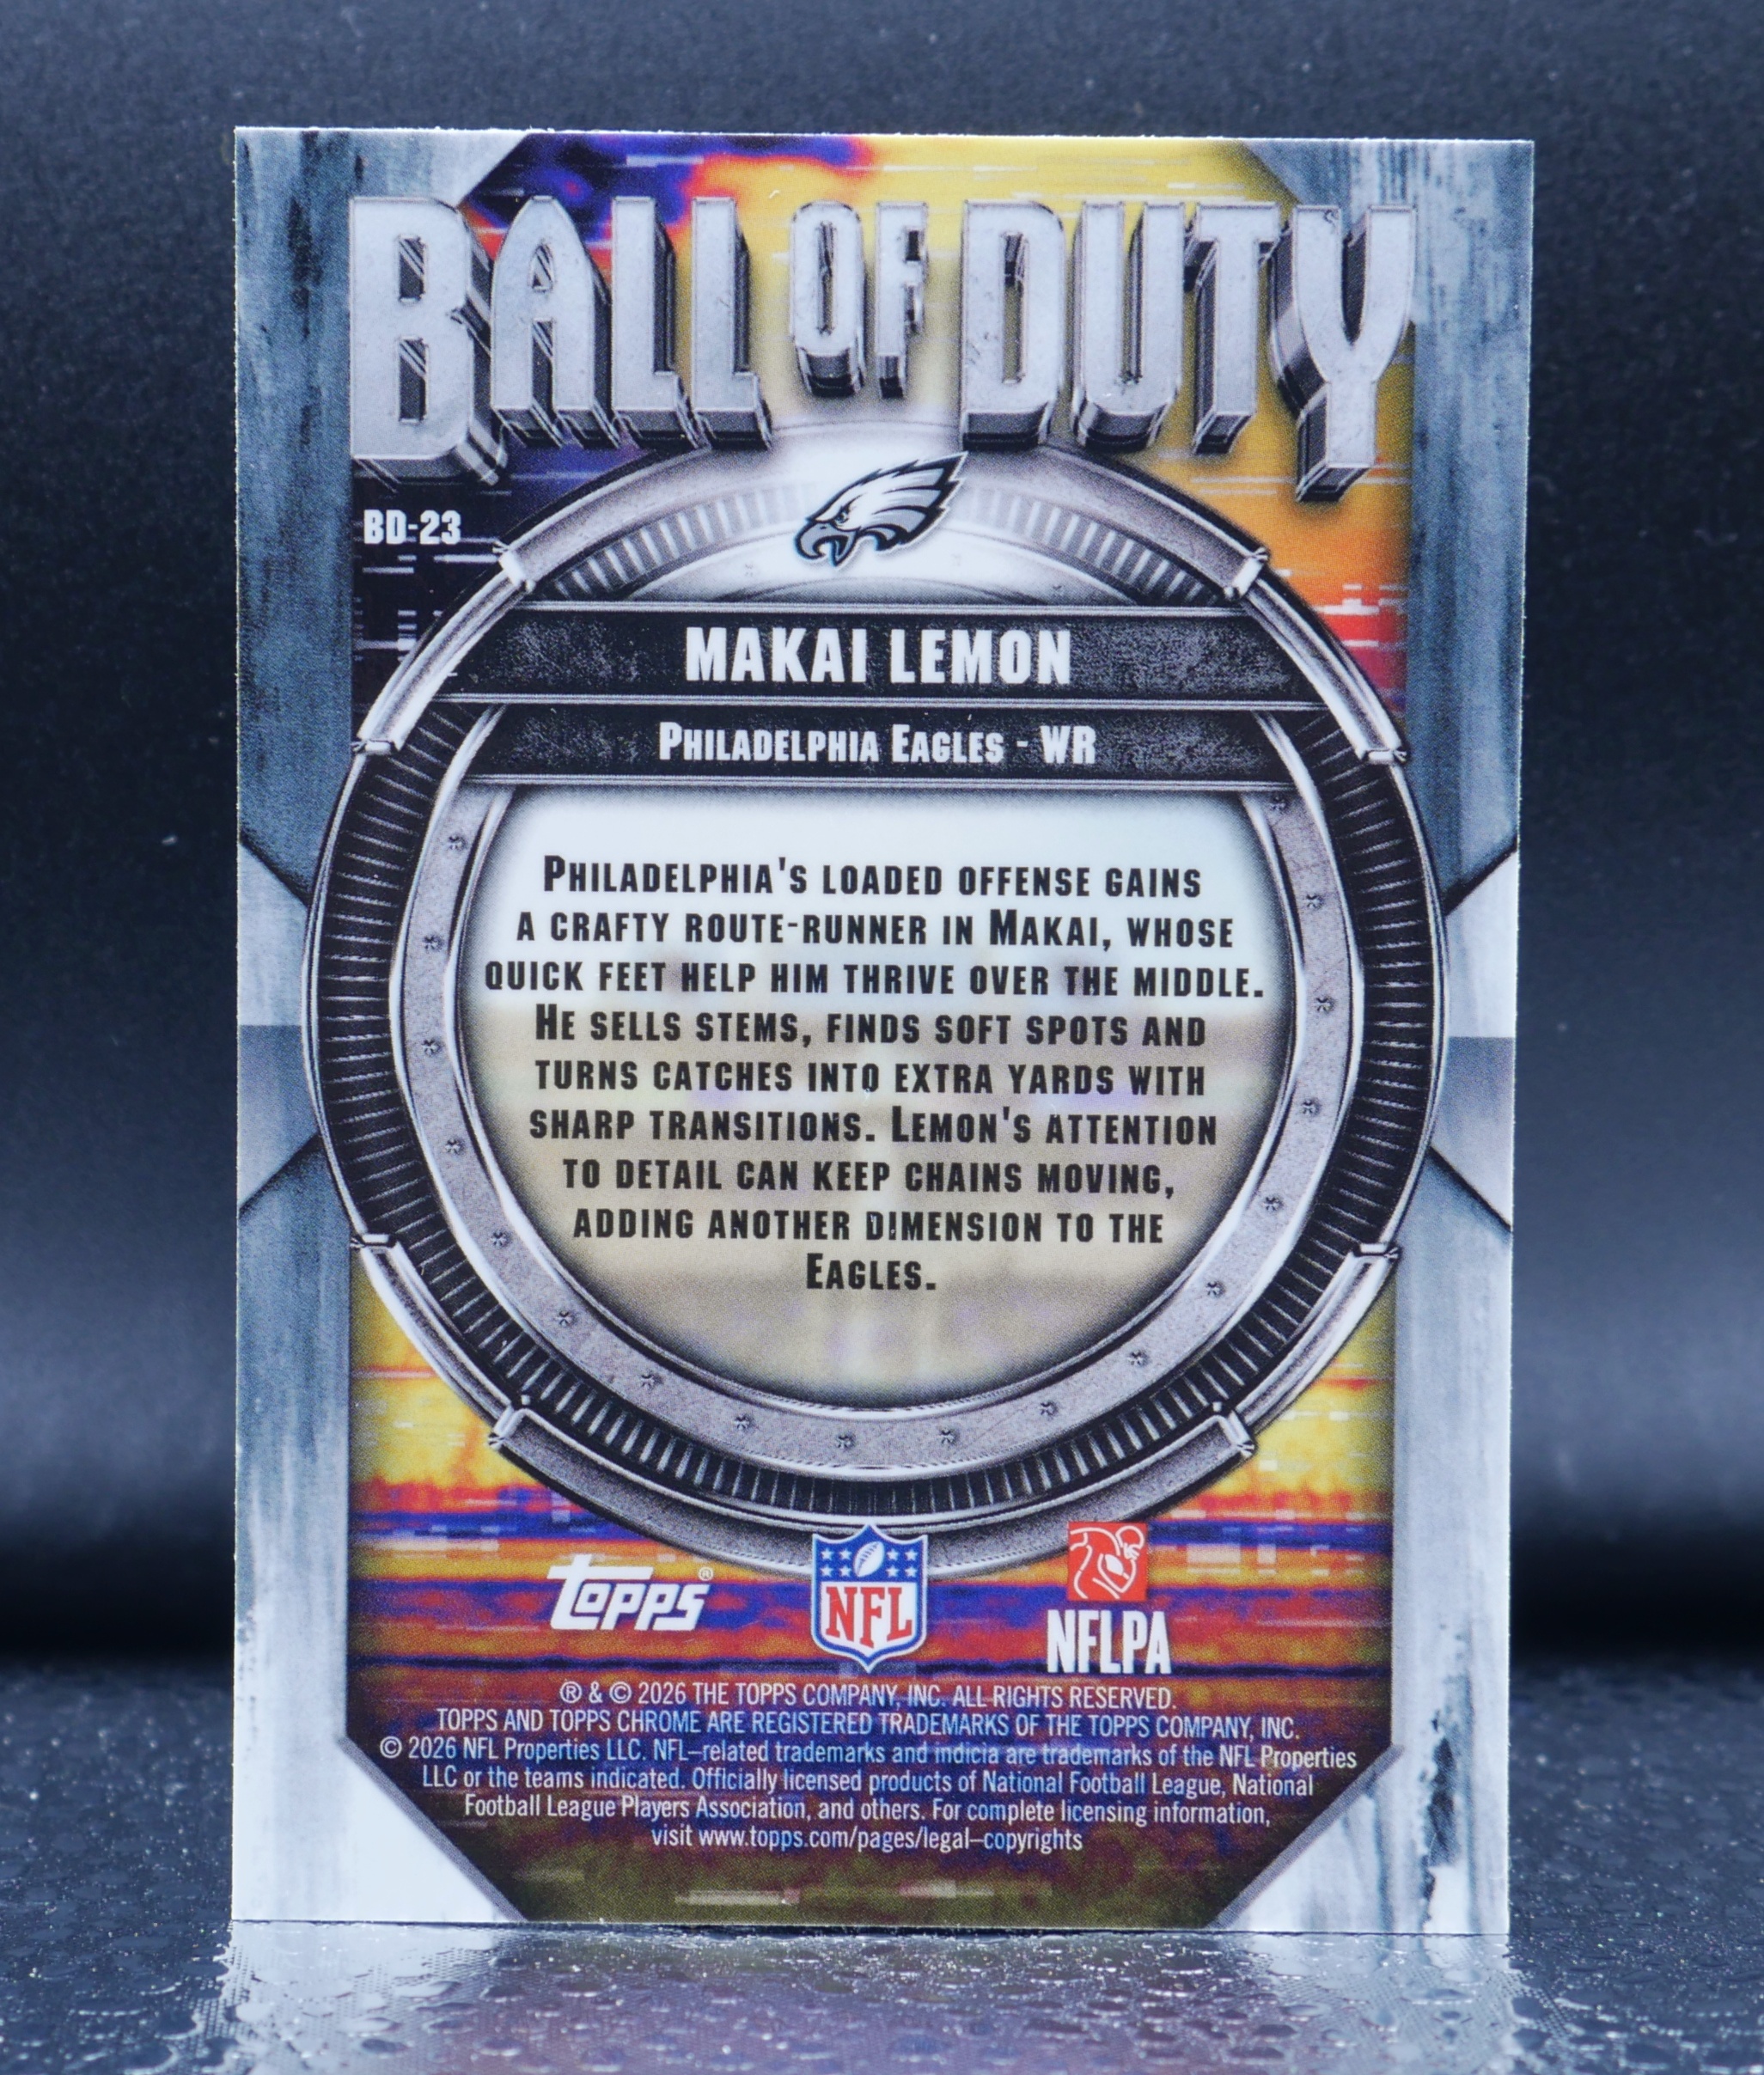 BALL OF DUTY
BD-23
MAKAI LEMON
PHILADELPHIA EAGLES - WR
PHILADELPHIA'S LOADED OFFENSE GAINS
A CRAFTY ROUTE-RUNNER IN MAKAI, WHOSE
QUICK FEET HELP HIM THRIVE OVER THE MIDDLE.
HE SELLS STEMS, FINDS SOFT SPOTS AND
TURNS CATCHES INTO EXTRA YARDS WITH
SHARP TRANSITIONS. LEMON'S ATTENTION
TO DETAIL CAN KEEP CHAINS MOVING,
ADDING ANOTHER DIMENSION TO THE
EAGLES.
Topps®
NFL
NFLPA
® & © 2026 THE TOPPS COMPANY, INC. ALL RIGHTS RESERVED.
TOPPS AND TOPPS CHROME ARE REGISTERED TRADEMARKS OF THE TOPPS COMPANY, INC.
© 2026 NFL Properties LLC. NFL–related trademarks and indicia are trademarks of the NFL Properties
LLC or the teams indicated. Officially licensed products of National Football League, National
Football League Players Association, and others. For complete licensing information,
visit www.topps.com/pages/legal–copyrights